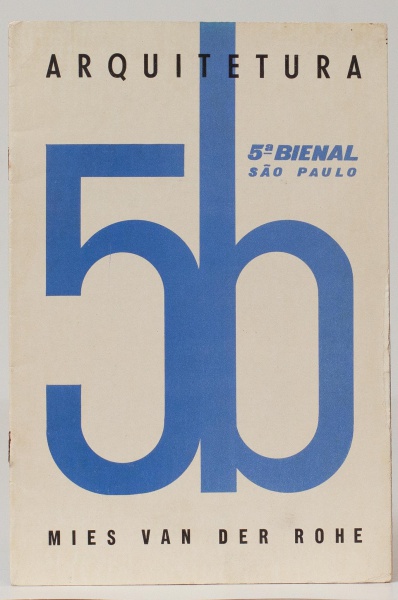 ARQUITETURA
5ª BIENAL
SÃO PAULO
5b
MIES VAN DER ROHE